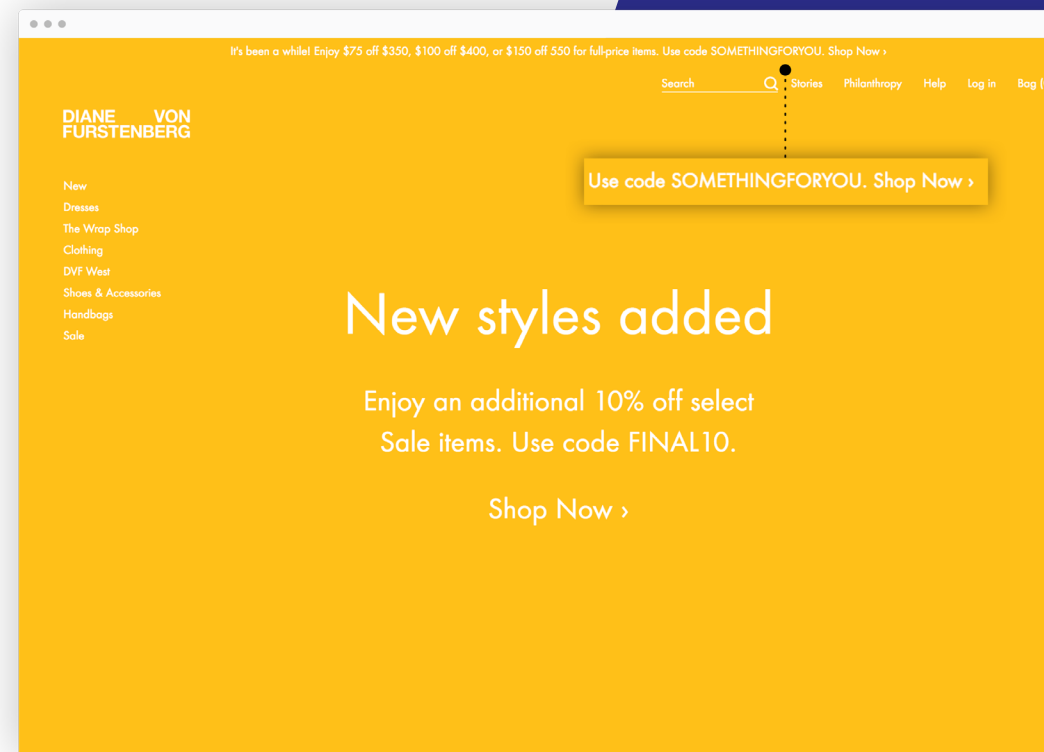 It's been a while! Enjoy $75 off $350, $100 off $400, or $150 off 550 for full-price items. Use code SOMETHINGFORYOU. Shop Now ›
Search Stories Philanthropy Help Log in Bag (
DIANE VON
FURSTENBERG
Use code SOMETHINGFORYOU. Shop Now ›
New
Dresses
The Wrap Shop
Clothing
DVF West
Shoes & Accessories
Handbags
Sale
New styles added
Enjoy an additional 10% off select
Sale items. Use code FINAL10.
Shop Now ›